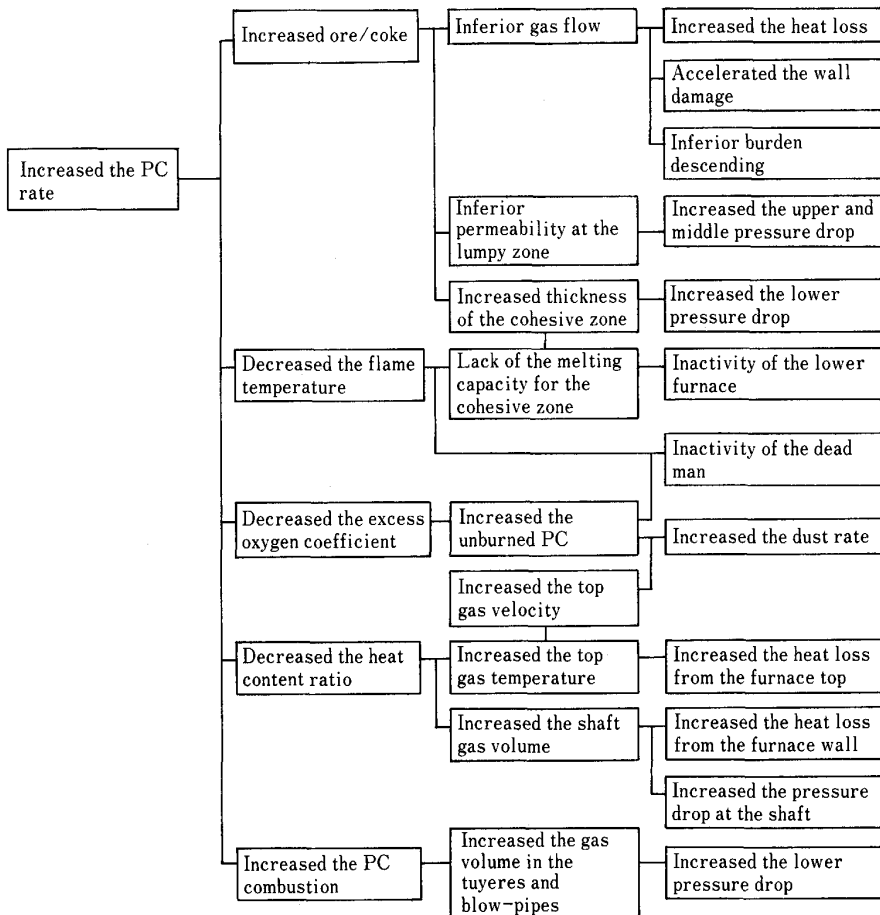 Increased the PC
rate
Increased ore/coke
Inferior gas flow
Increased the heat loss
Accelerated the wall
damage
Inferior burden
descending
Inferior
permeability at the
lumpy zone
Increased the upper and
middle pressure drop
Increased thickness
of the cohesive zone
Increased the lower
pressure drop
Decreased the flame
temperature
Lack of the melting
capacity for the
cohesive zone
Inactivity of the lower
furnace
Inactivity of the dead
man
Decreased the excess
oxygen coefficient
Increased the
unburned PC
Increased the dust rate
Increased the top
gas velocity
Decreased the heat
content ratio
Increased the top
gas temperature
Increased the heat loss
from the furnace top
Increased the shaft
gas volume
Increased the heat loss
from the furnace wall
Increased the pressure
drop at the shaft
Increased the PC
combustion
Increased the gas
volume in the
tuyeres and
blow-pipes
Increased the lower
pressure drop